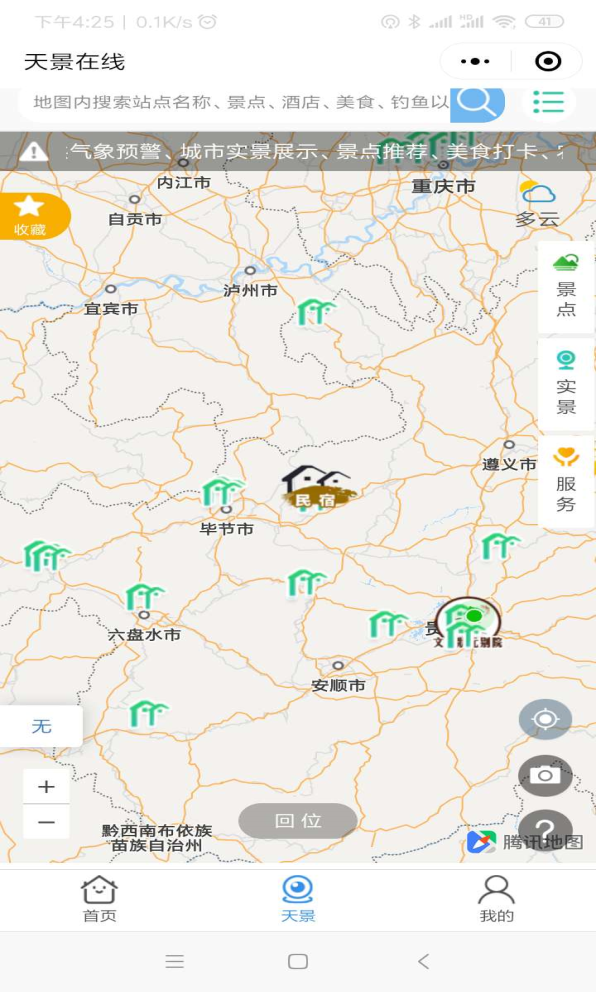 下午4:25 | 0.1K/s
41
天景在线
地图内搜索站点名称、景点、酒店、美食、钓鱼以
气象预警、城市实景展示、景点推荐、美食打卡、
内江市
重庆市
自贡市
收藏
多云
泸州市
宜宾市
景点
实景
遵义市
服务
民宿
毕节市
六盘水市
贵
安顺市
无
+
−
黔西南布依族
苗族自治州
回位
?
腾讯地图
首页
天景
我的